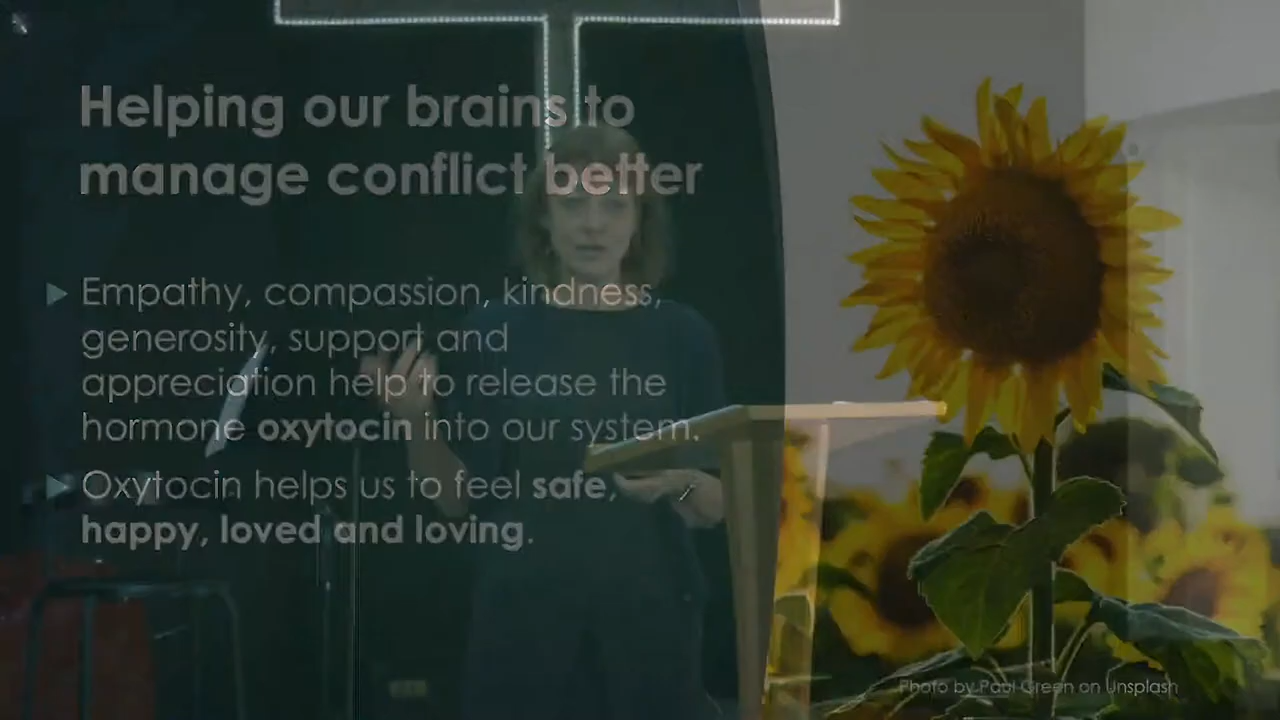 Helping our brains to
manage conflict better
Empathy, compassion, kindness,
generosity, support and
appreciation help to release the
hormone oxytocin into our system.
Oxytocin helps us to feel safe,
happy, loved and loving.
Photo by Paul Green on Unsplash